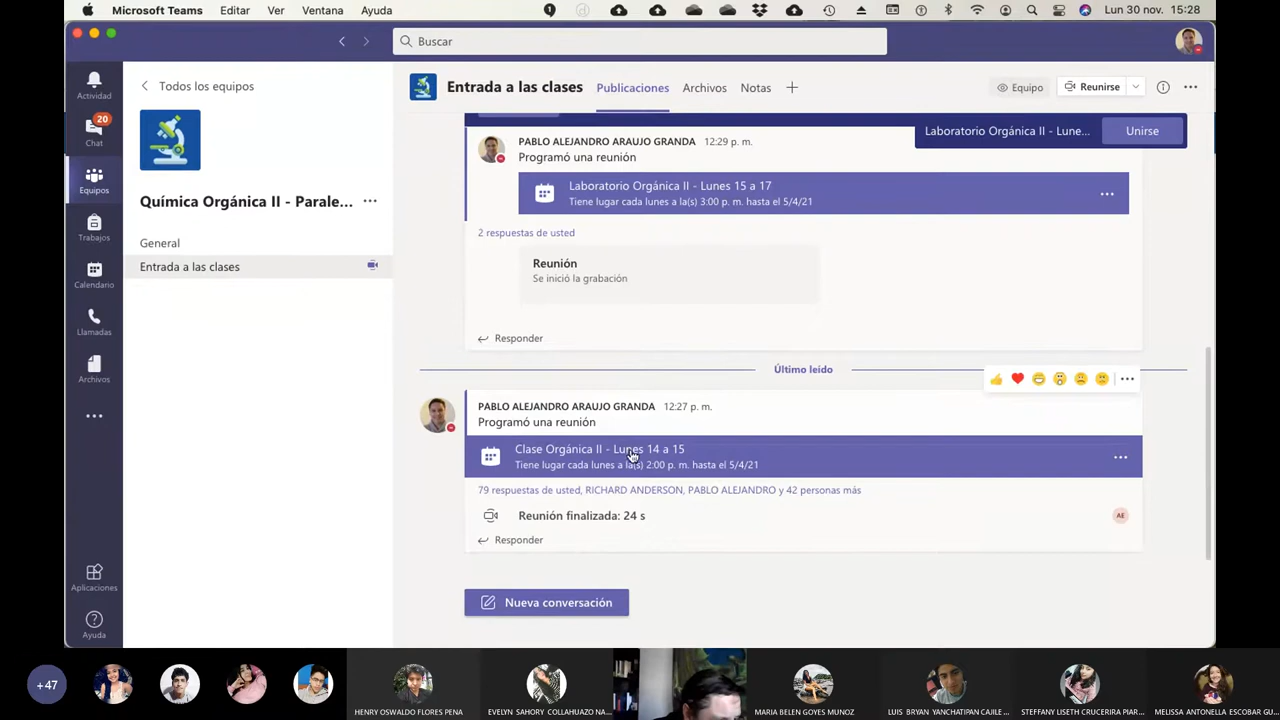 Microsoft Teams Editar Ver Ventana Ayuda Lun 30 nov. 15:28
Buscar
Actividad
20
Chat
Equipos
Trabajos
Calendario
Llamadas
Archivos
Aplicaciones
Ayuda
Todos los equipos
Química Orgánica II - Parale...
General
Entrada a las clases
Entrada a las clases Publicaciones Archivos Notas Equipo Reunirse
Laboratorio Orgánica II - Lune... Unirse
PABLO ALEJANDRO ARAUJO GRANDA 12:29 p. m.
Programó una reunión
Laboratorio Orgánica II - Lunes 15 a 17
Tiene lugar cada lunes a la(s) 3:00 p. m. hasta el 5/4/21
2 respuestas de usted
Reunión
Se inició la grabación
Responder
Último leído
PABLO ALEJANDRO ARAUJO GRANDA 12:27 p. m.
Programó una reunión
Clase Orgánica II - Lunes 14 a 15
Tiene lugar cada lunes a la(s) 2:00 p. m. hasta el 5/4/21
79 respuestas de usted, RICHARD ANDERSON, PABLO ALEJANDRO y 42 personas más
Reunión finalizada: 24 s AE
Responder
Nueva conversación
+47
HENRY OSWALDO FLORES PENA
EVELYN SAHORY COLLAHUAZO NA...
MARIA BELEN GOYES MUNOZ
LUIS BRYAN YANCHATIPAN CAJILE...
STEFFANY LISETH CRUCERIRA PIAR...
MELISSA ANTONELLA ESCOBAR GU...